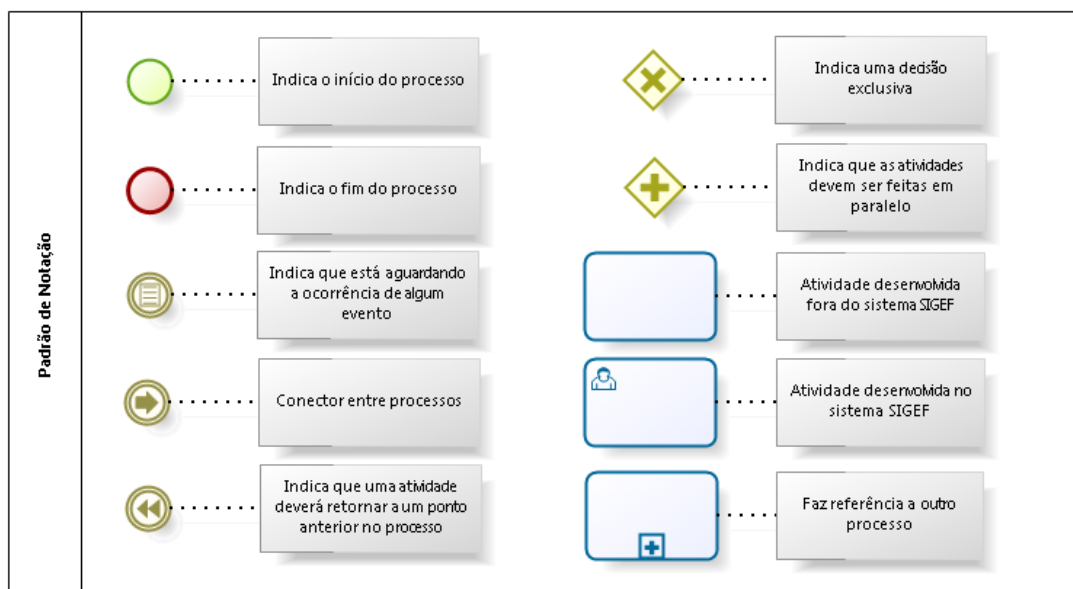 Padrão de Notação
Indica o início do processo
Indica o fim do processo
Indica que está aguardando
a ocorrência de algum
evento
Conector entre processos
Indica que uma atividade
deverá retornar a um ponto
anterior no processo
Indica uma decisão
exclusiva
Indica que as atividades
devem ser feitas em
paralelo
Atividade desenvolvida
fora do sistema SIGEF
Atividade desenvolvida no
sistema SIGEF
Faz referência a outro
processo